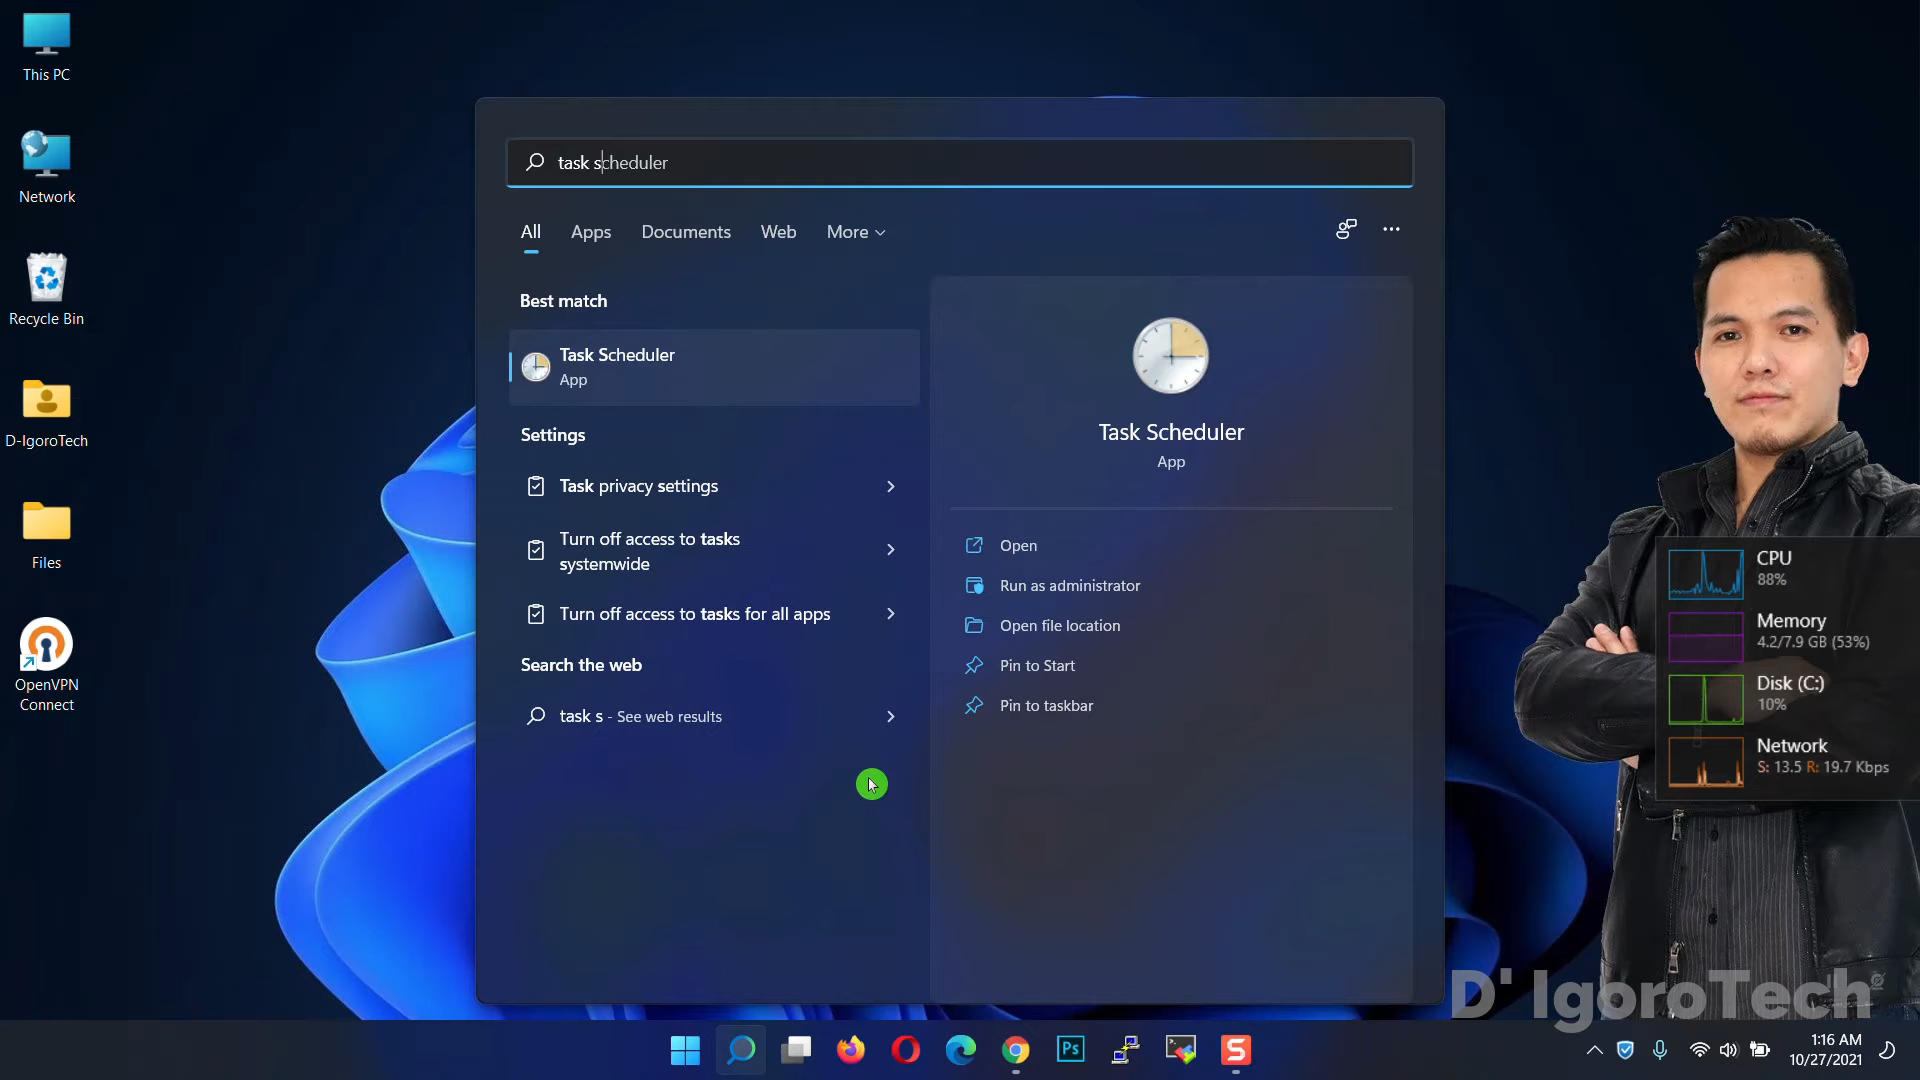 This PC
Network
Recycle Bin
D-IgoroTech
Files
OpenVPN
Connect
task scheduler
All
Apps
Documents
Web
More
Best match
Task Scheduler
App
Settings
Task privacy settings
Turn off access to tasks
systemwide
Turn off access to tasks for all apps
Search the web
task s - See web results
Task Scheduler
App
Open
Run as administrator
Open file location
Pin to Start
Pin to taskbar
CPU
88%
Memory
4.2/7.9 GB (53%)
Disk (C:)
10%
Network
S: 13.5 R: 19.7 Kbps
D' IgoroTech
Ps
S
1:16 AM
10/27/2021